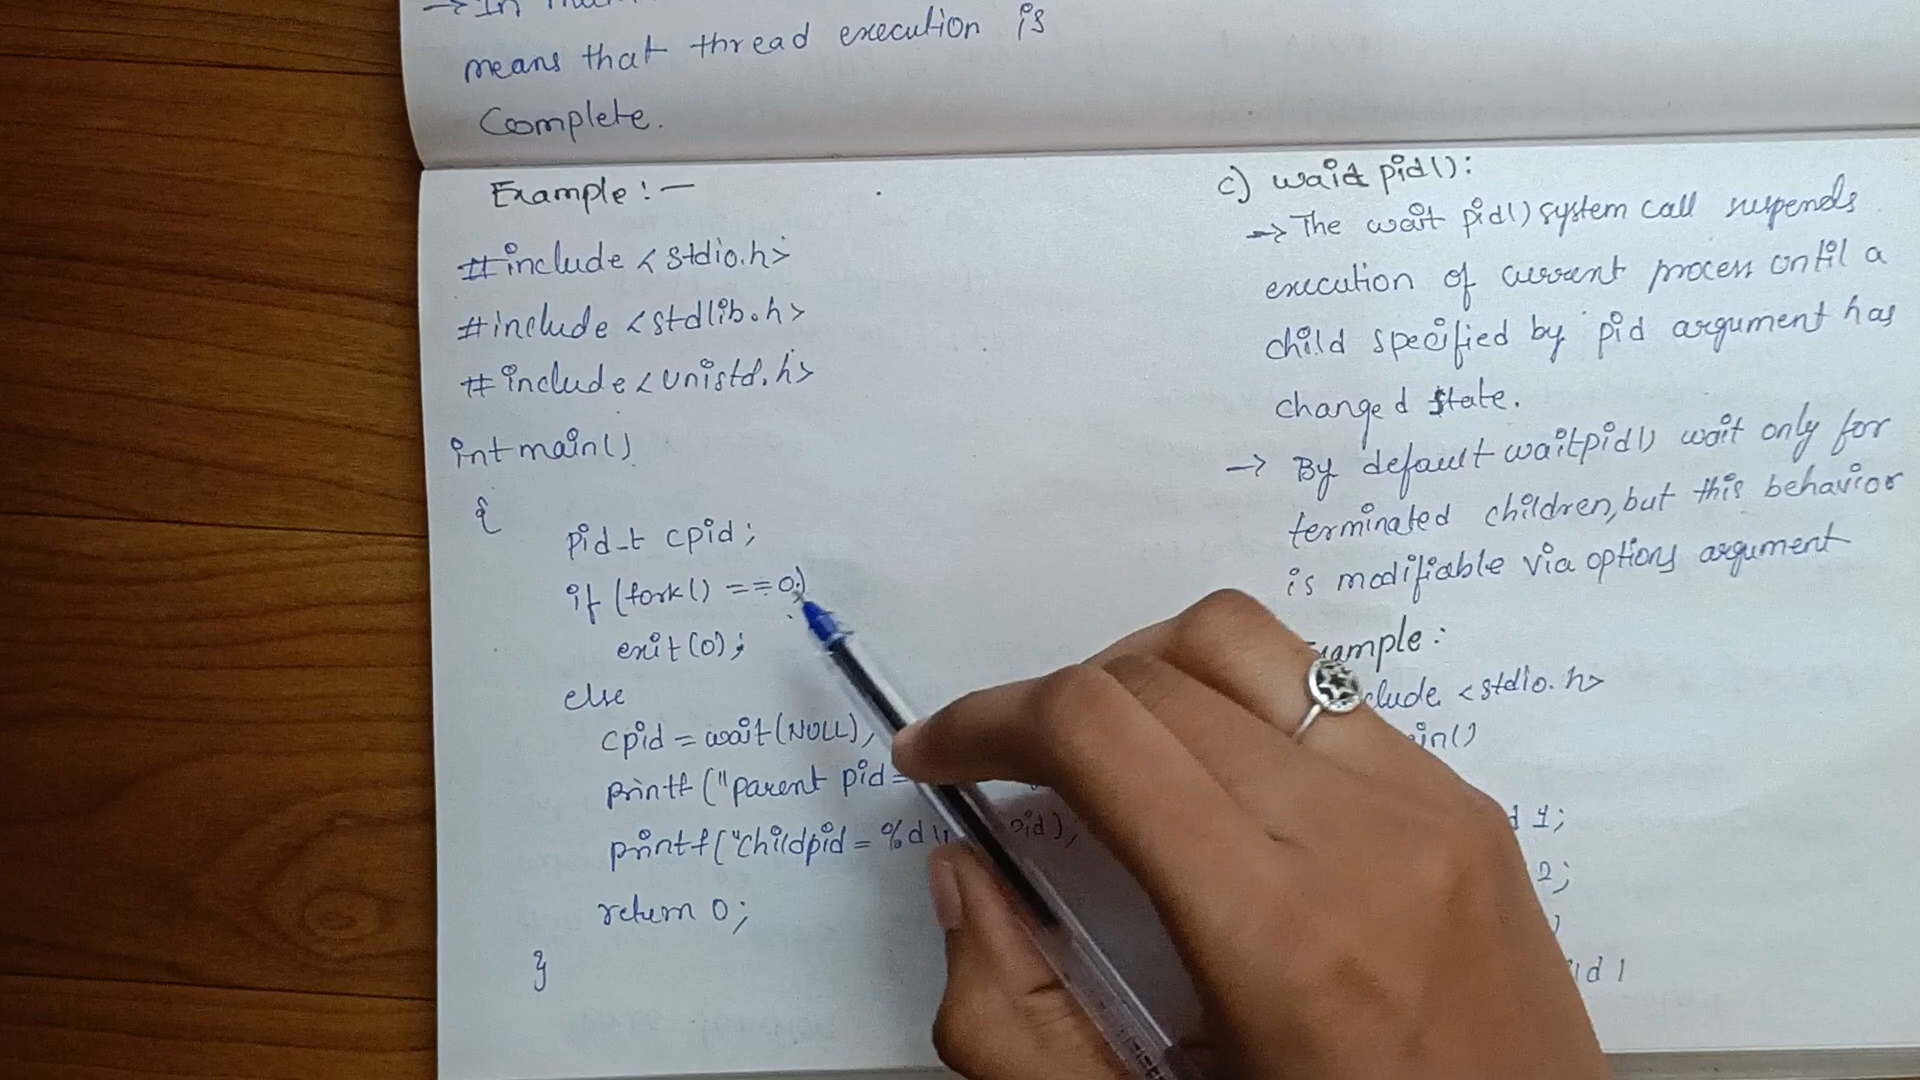 means that thread execution is
Complete.
Example:-
#include <stdio.h>
#include <stdlib.h>
#include <unistd.h>
int main()
{
pid_t cpid;
if (fork() == 0)
exit(0);
else
cpid = wait(NULL);
printf ("parent pid =
printf("childpid = %d
return 0;
}
c) wait pid():
→ The wait pid() system call suspends
execution of current process until a
child specified by pid argument has
changed state.
→ By default waitpid() wait only for
terminated children, but this behavior
is modifiable via options argument
<stdio.h>
1;
2;